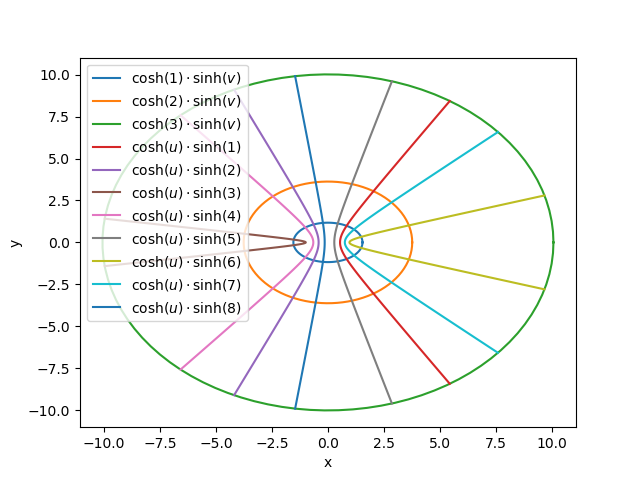 10.0
7.5
5.0
2.5
0.0
−2.5
−5.0
−7.5
−10.0
y
cosh(1) · sinh(v)
cosh(2) · sinh(v)
cosh(3) · sinh(v)
cosh(u) · sinh(1)
cosh(u) · sinh(2)
cosh(u) · sinh(3)
cosh(u) · sinh(4)
cosh(u) · sinh(5)
cosh(u) · sinh(6)
cosh(u) · sinh(7)
cosh(u) · sinh(8)
−10.0 −7.5 −5.0 −2.5 0.0 2.5 5.0 7.5 10.0
x